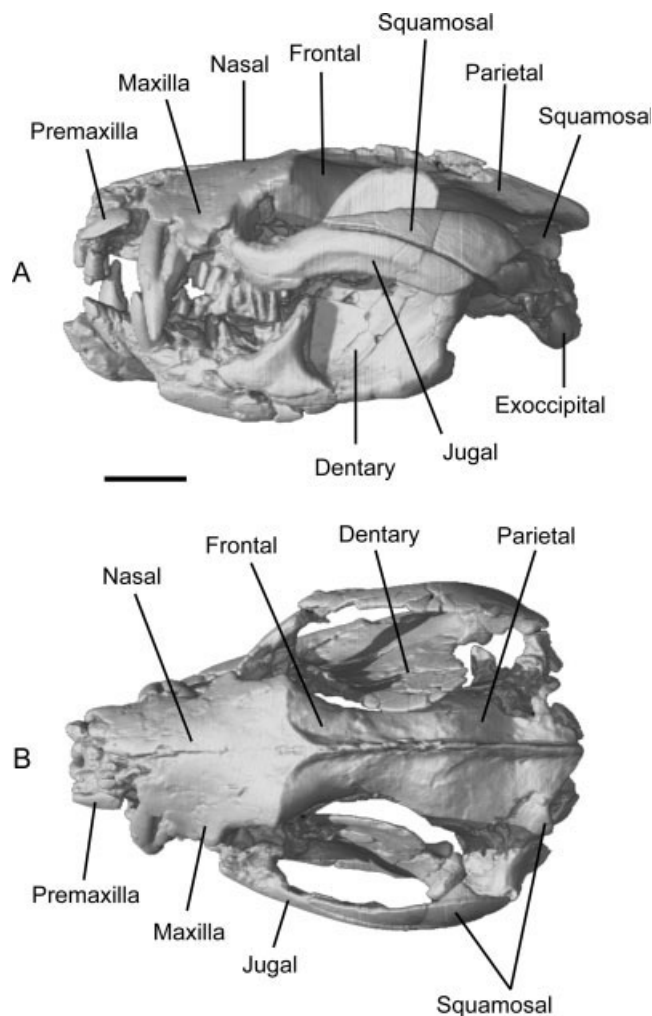 Squamosal
Frontal
Nasal
Parietal
Maxilla
Squamosal
Premaxilla
A
Exoccipital
Jugal
Dentary
Dentary
Frontal
Parietal
Nasal
B
Premaxilla
Maxilla
Jugal
Squamosal